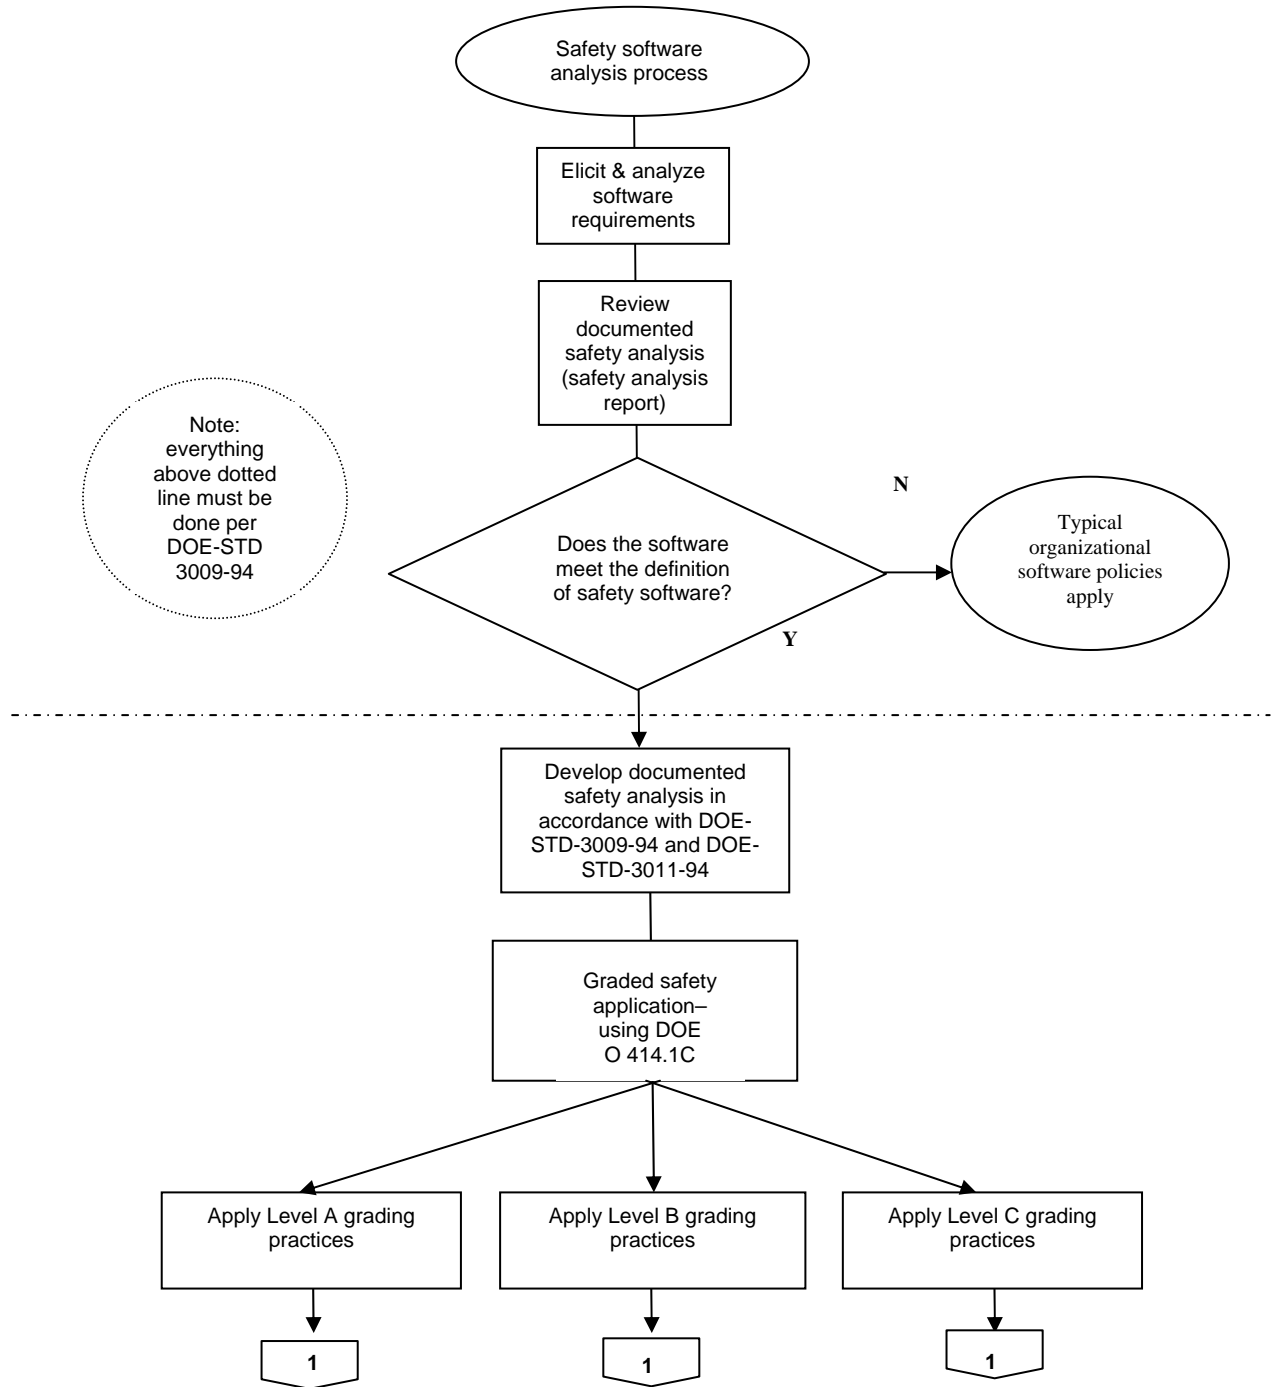 Safety software
analysis process
Elicit & analyze
software
requirements
Review
documented
safety analysis
(safety analysis
report)
Note:
everything
above dotted
line must be
done per
DOE-STD
3009-94
Does the software
meet the definition
of safety software?
N
Typical
organizational
software policies
apply
Y
Develop documented
safety analysis in
accordance with DOE-
STD-3009-94 and DOE-
STD-3011-94
Graded safety
application–
using DOE
O 414.1C
Apply Level A grading
practices
Apply Level B grading
practices
Apply Level C grading
practices
1
1
1